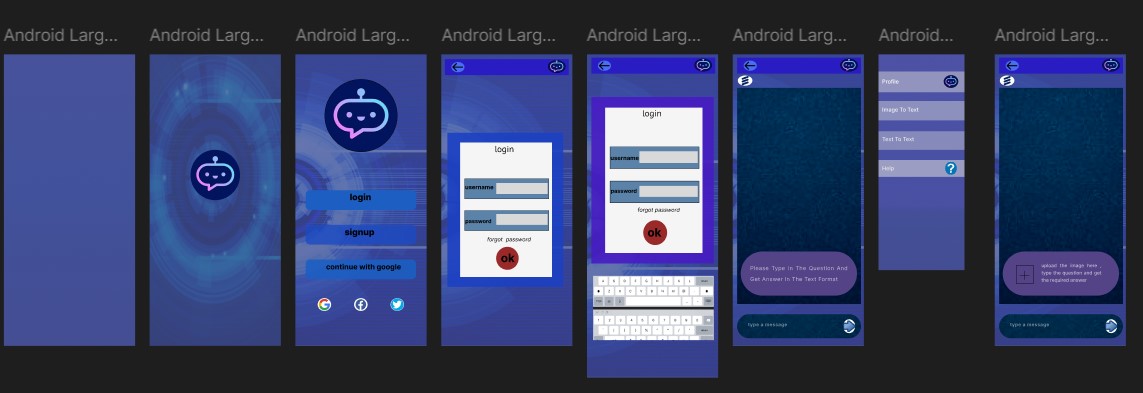 Android Larg...
Android Larg...
Android Larg...
Android Larg...
Android Larg...
Android Larg...
Android...
Android Larg...
login
signup
continue with google
login
username
password
forgot password
ok
login
username
password
forgot password
ok
Please Type In The Question And
Get Answer In The Text Format
type a message
Profile
Image To Text
Text To Text
Help
?
upload the image here ,
type the question and get
the required answer
type a message